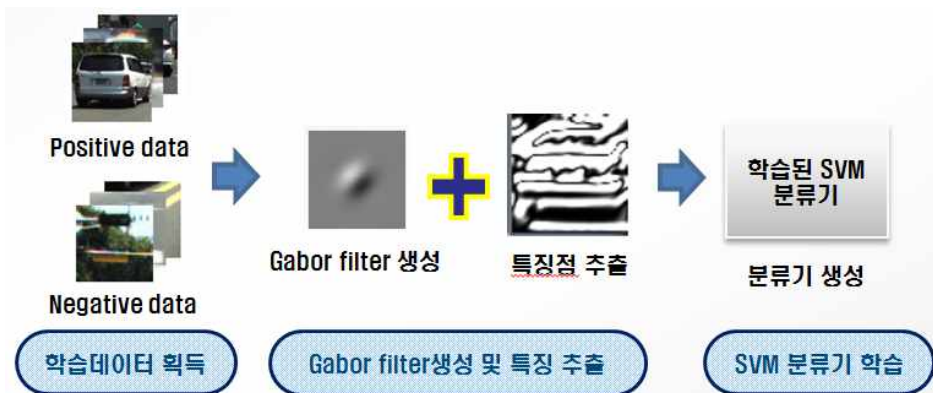 Positive data
Negative data
Gabor filter 생성
특징점 추출
학습된 SVM
분류기
분류기 생성
학습데이터 획득
Gabor filter생성 및 특징 추출
SVM 분류기 학습